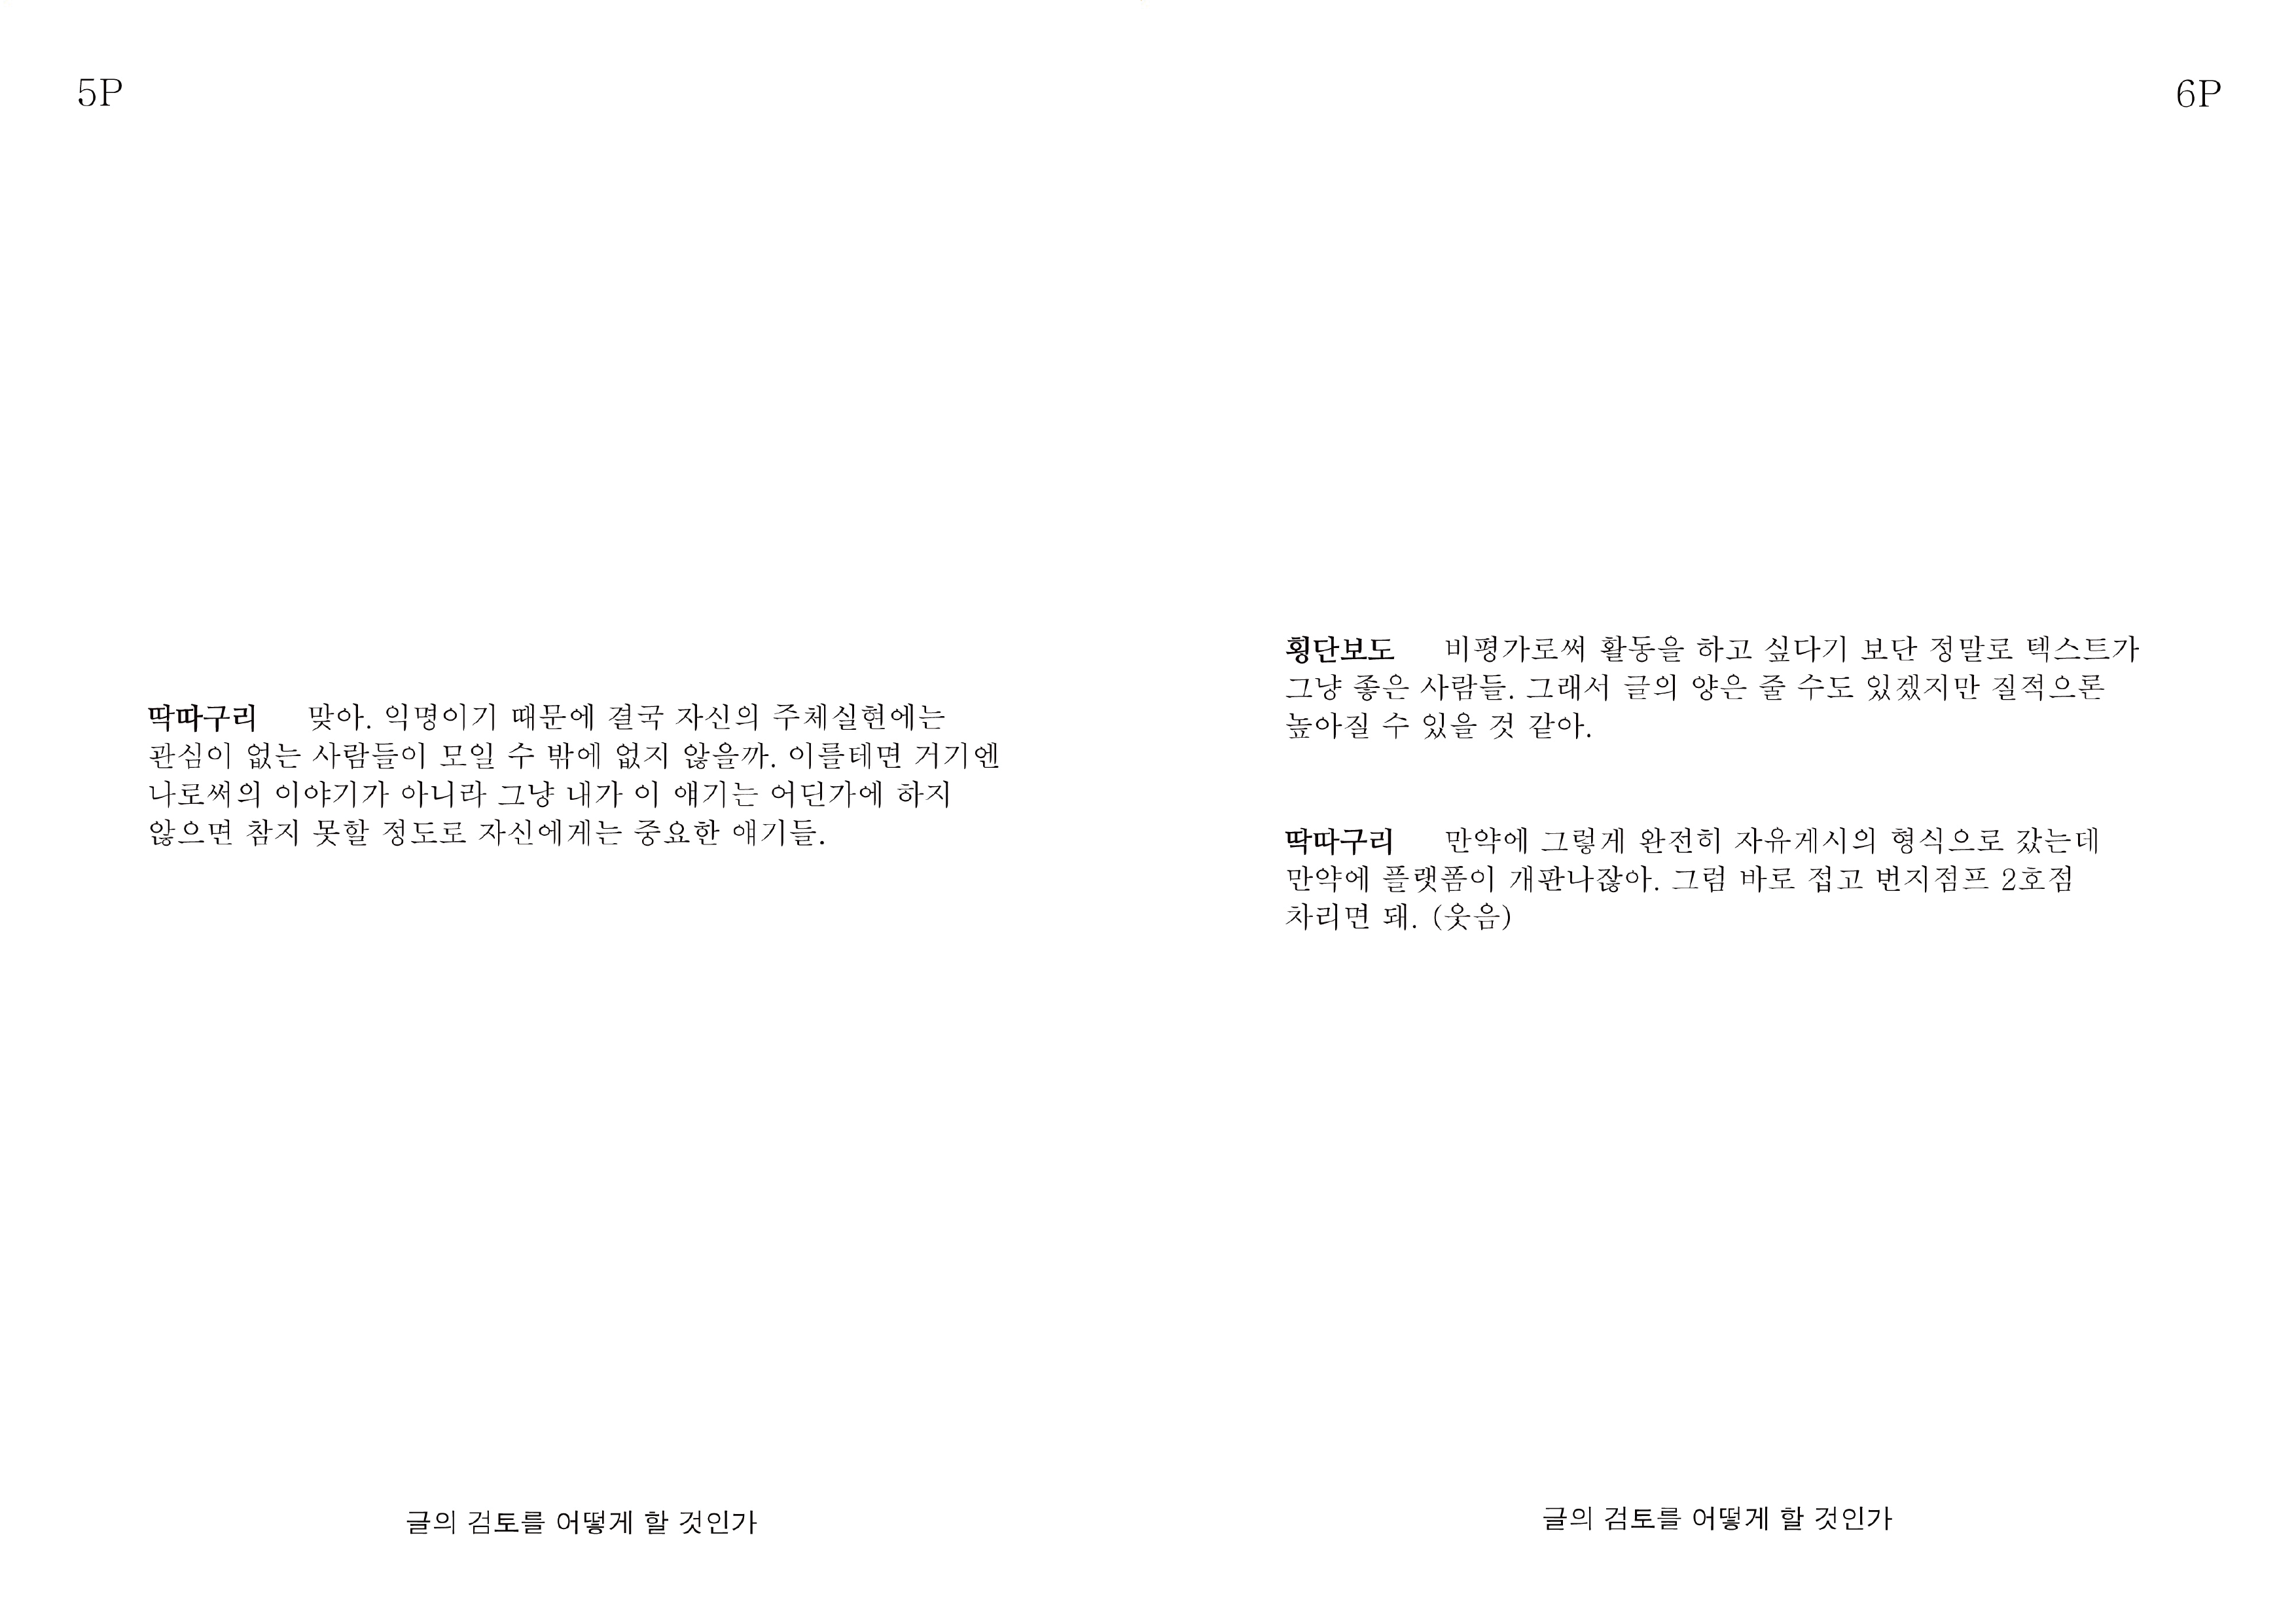 5P
딱따구리 맞아. 익명이기 때문에 결국 자신의 주체실현에는
관심이 없는 사람들이 모일 수 밖에 없지 않을까. 이를테면 거기엔
나로써의 이야기가 아니라 그냥 내가 이 얘기는 어딘가에 하지
않으면 참지 못할 정도로 자신에게는 중요한 얘기들.
글의 검토를 어떻게 할 것인가
6P
횡단보도 비평가로써 활동을 하고 싶다기 보단 정말로 텍스트가
그냥 좋은 사람들. 그래서 글의 양은 줄 수도 있겠지만 질적으론
높아질 수 있을 것 같아.
딱따구리 만약에 그렇게 완전히 자유게시의 형식으로 갔는데
만약에 플랫폼이 개판나잖아. 그럼 바로 접고 번지점프 2호점
차리면 돼. (웃음)
글의 검토를 어떻게 할 것인가